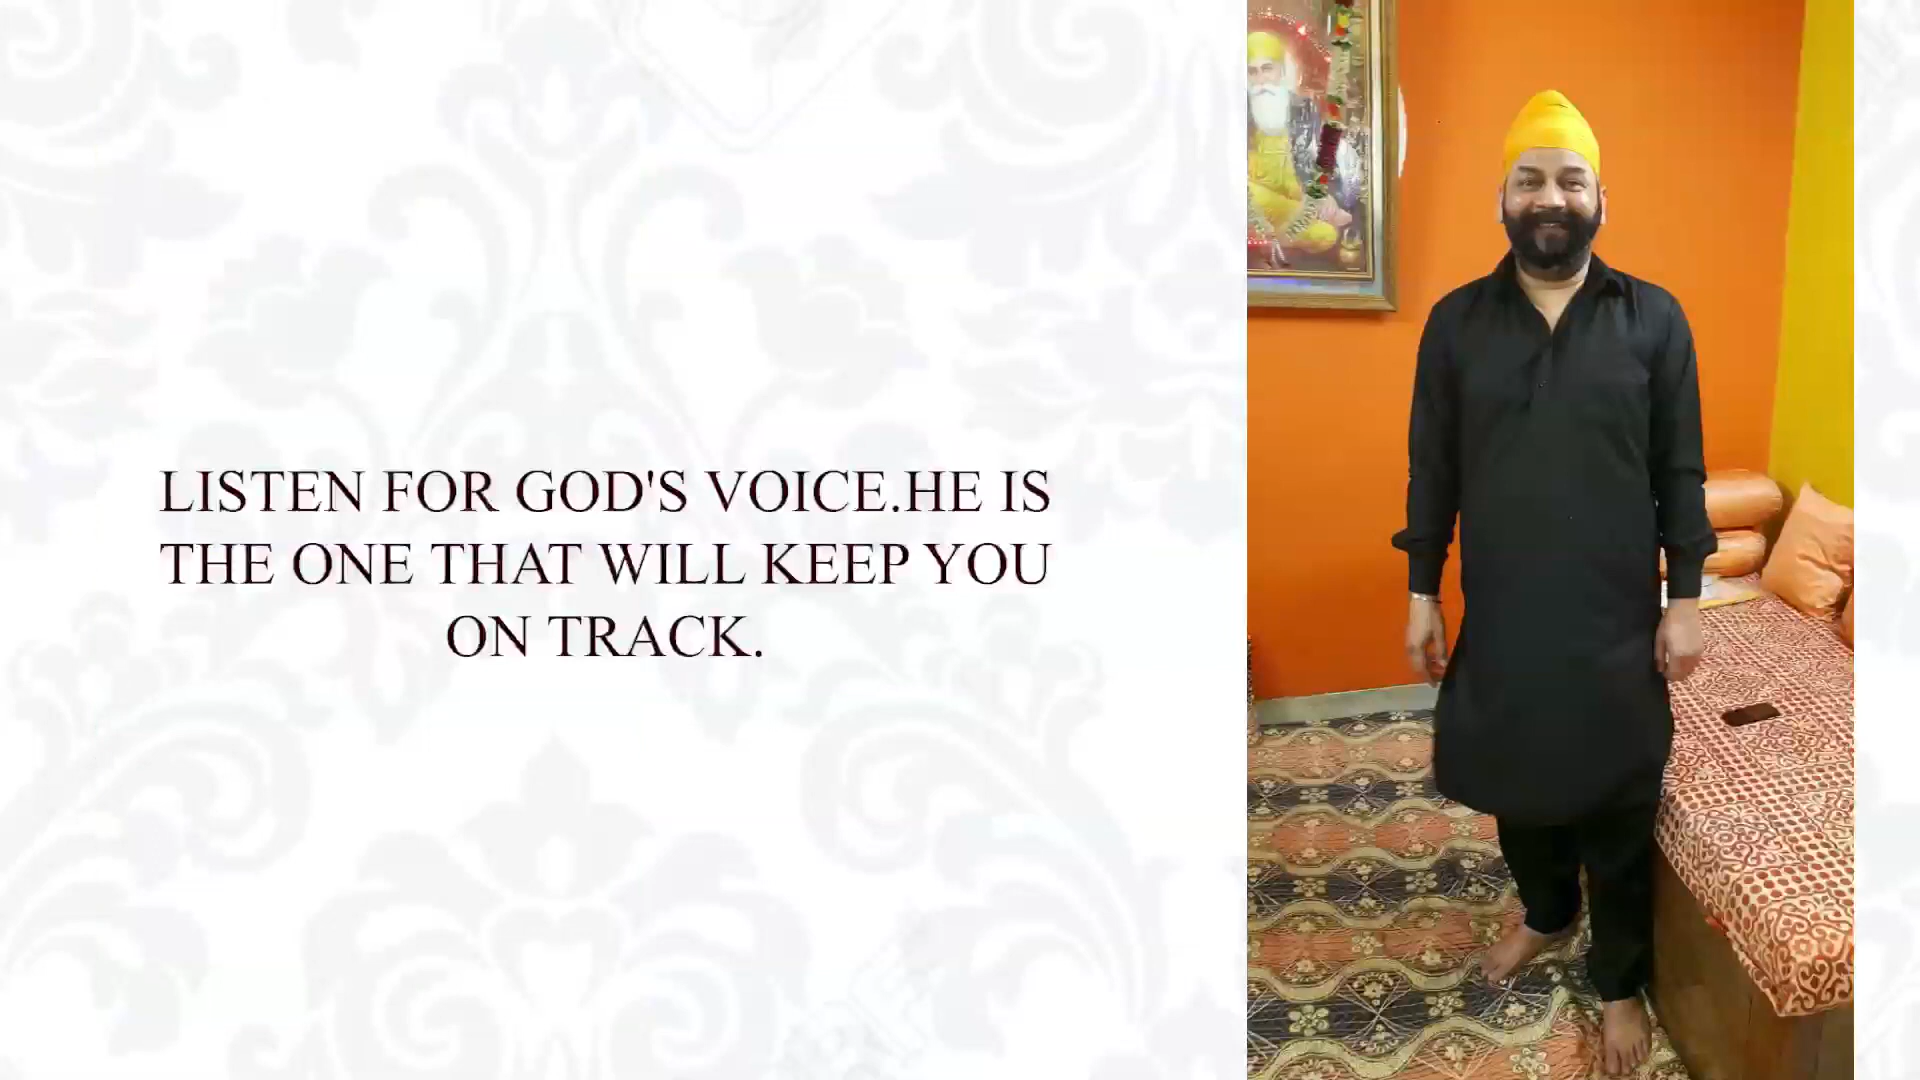 LISTEN FOR GOD'S VOICE.HE IS
THE ONE THAT WILL KEEP YOU
ON TRACK.